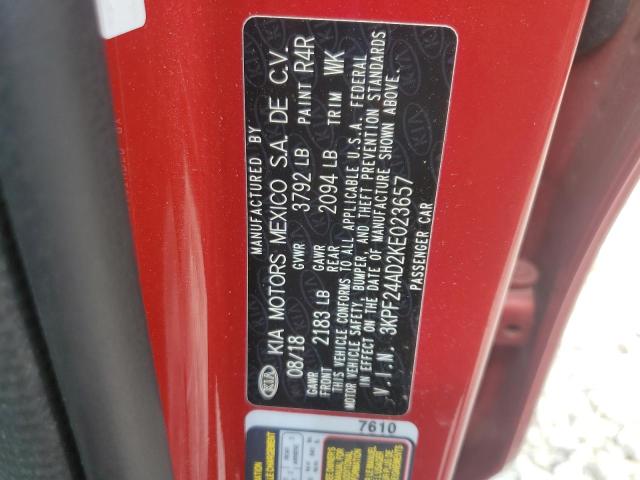 MANUFACTURED BY
KIA KIA MOTORS MEXICO S.A. DE C.V.
08/18 GVWR 3792 LB PAINT R4R
GAWR FRONT 2183 LB GAWR REAR 2094 LB TRIM WK
THIS VEHICLE CONFORMS TO ALL APPLICABLE U.S.A. FEDERAL
MOTOR VEHICLE SAFETY, BUMPER, AND THEFT PREVENTION STANDARDS
IN EFFECT ON THE DATE OF MANUFACTURE SHOWN ABOVE.
V.I.N. 3KPF24AD2KE023657
PASSENGER CAR
7610